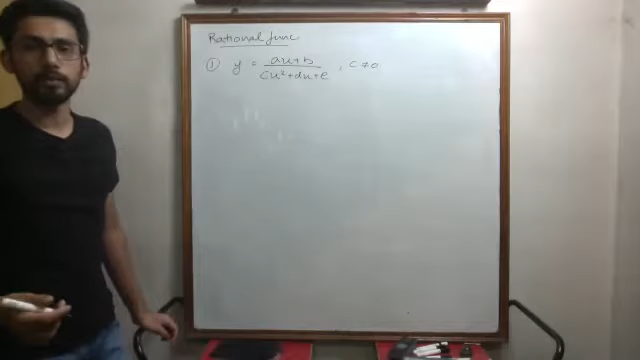 Rational func
① y = ax+b / cx²+dx+e , c ≠ 0